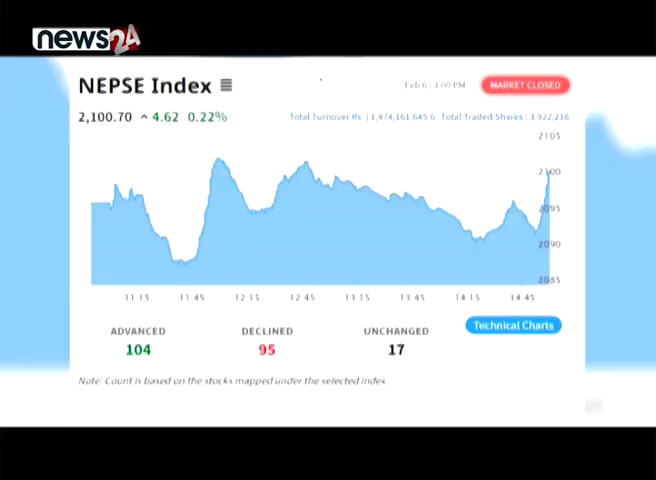 news24
NEPSE Index
Feb 6 | 3:00 PM
MARKET CLOSED
2,100.70 4.62 0.22%
Total Turnover Rs | 1,474,161,645.6 Total Traded Shares | 3,922,216
2105
2100
2095
2090
2085
11 15 11 45 12 15 12 45 13 15 13 45 14 15 14 45
Technical Charts
ADVANCED DECLINED UNCHANGED
104 95 17
Note: Count is based on the stocks mapped under the selected index.